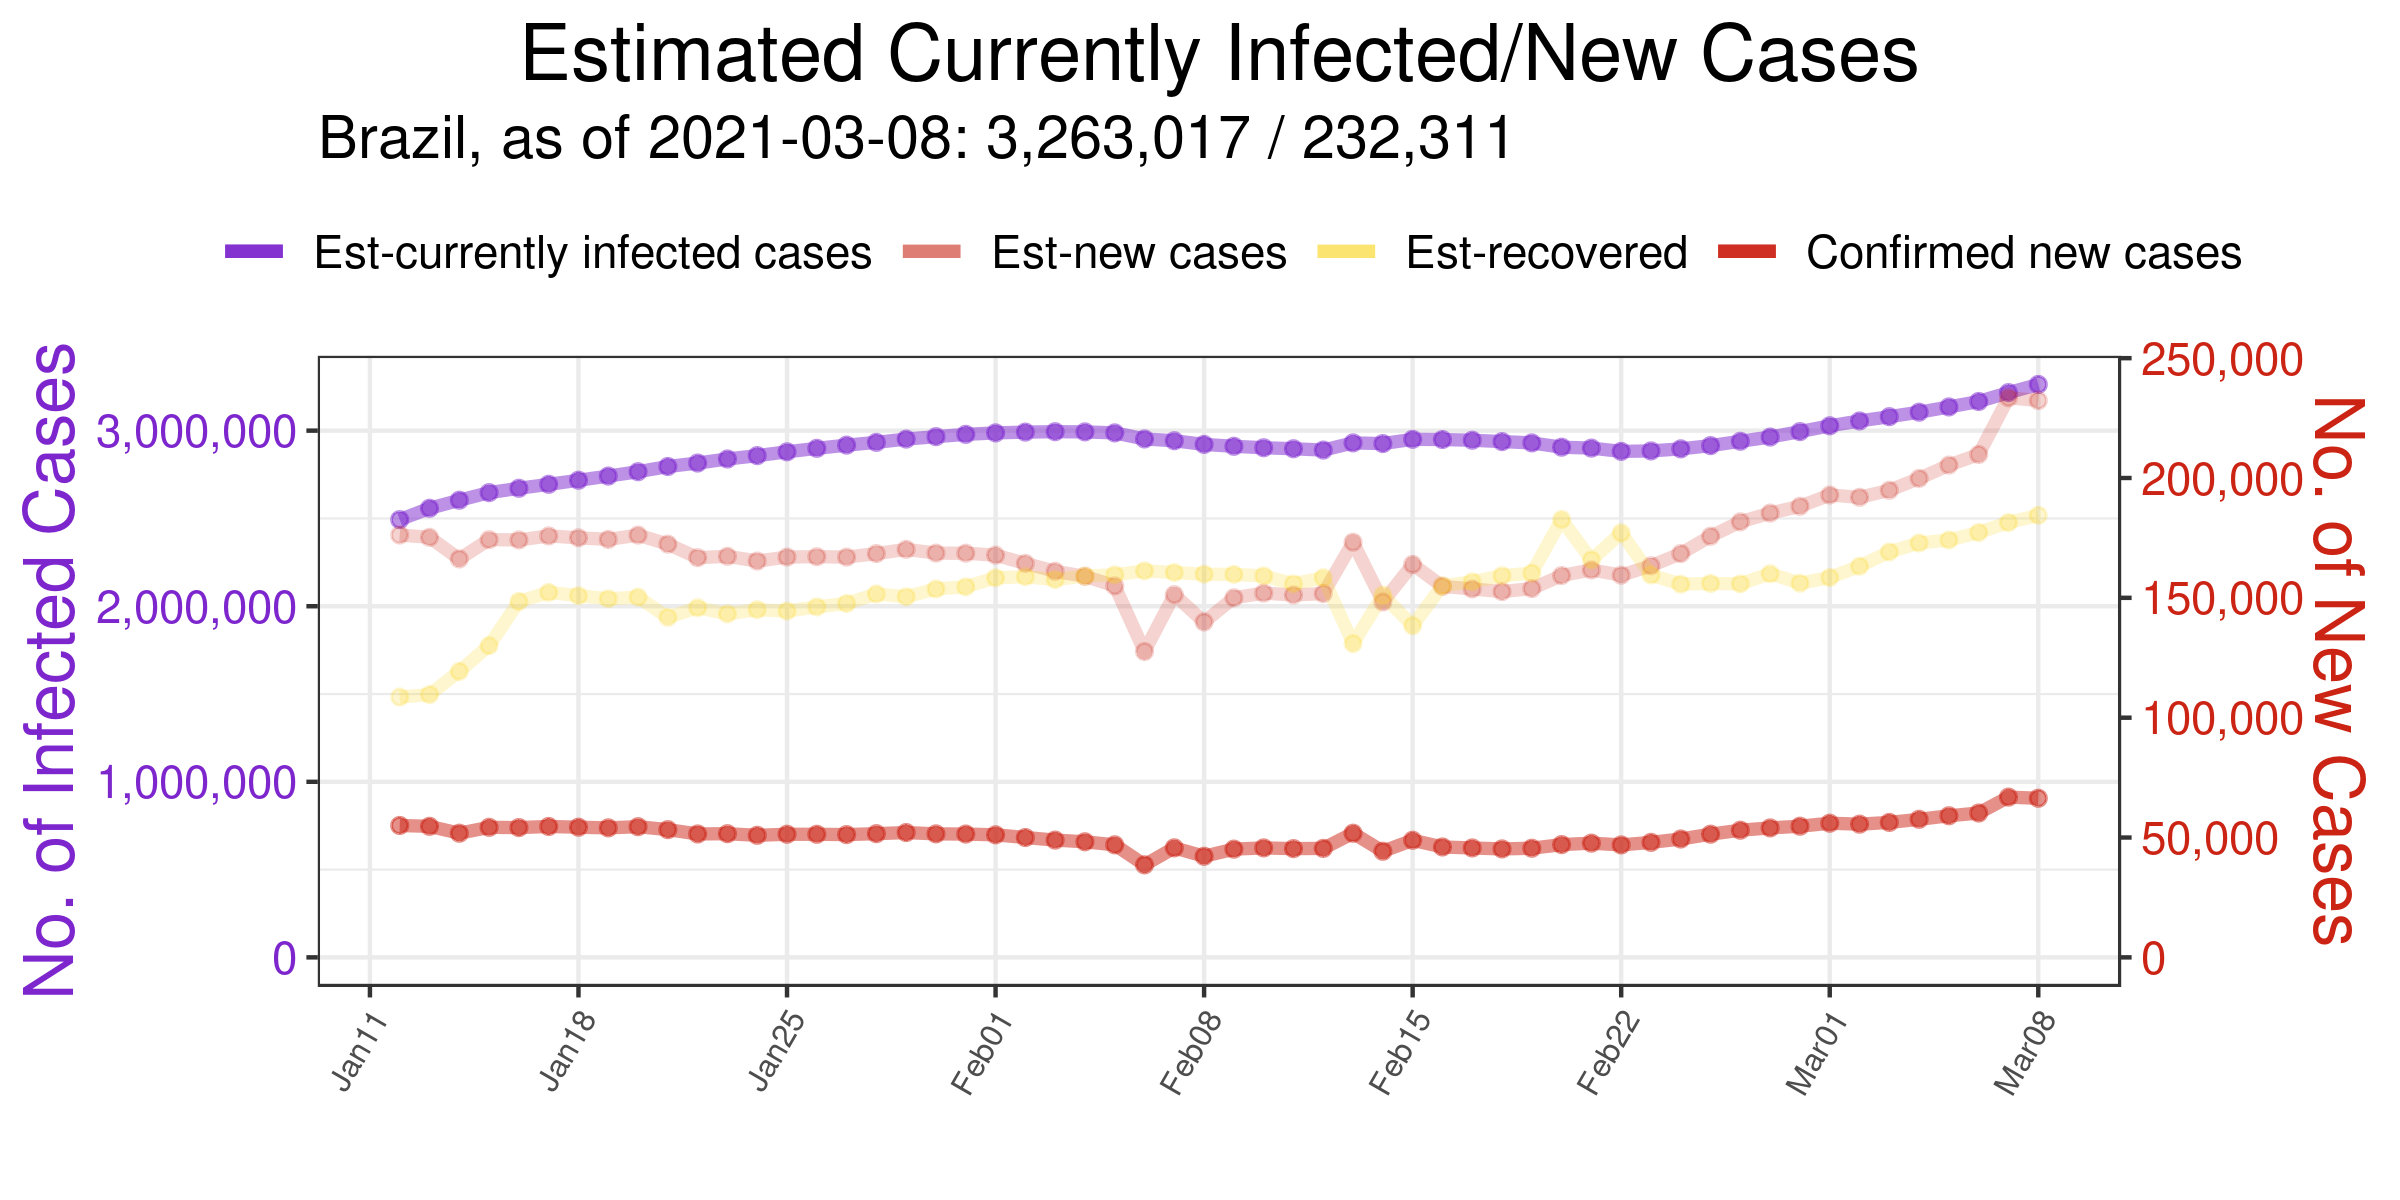 Estimated Currently Infected/New Cases
Brazil, as of 2021-03-08: 3,263,017 / 232,311
Est-currently infected cases Est-new cases Est-recovered Confirmed new cases
No. of Infected Cases
3,000,000
2,000,000
1,000,000
0
250,000
200,000
150,000
100,000
50,000
0
No. of New Cases
Jan11 Jan18 Jan25 Feb01 Feb08 Feb15 Feb22 Mar01 Mar08